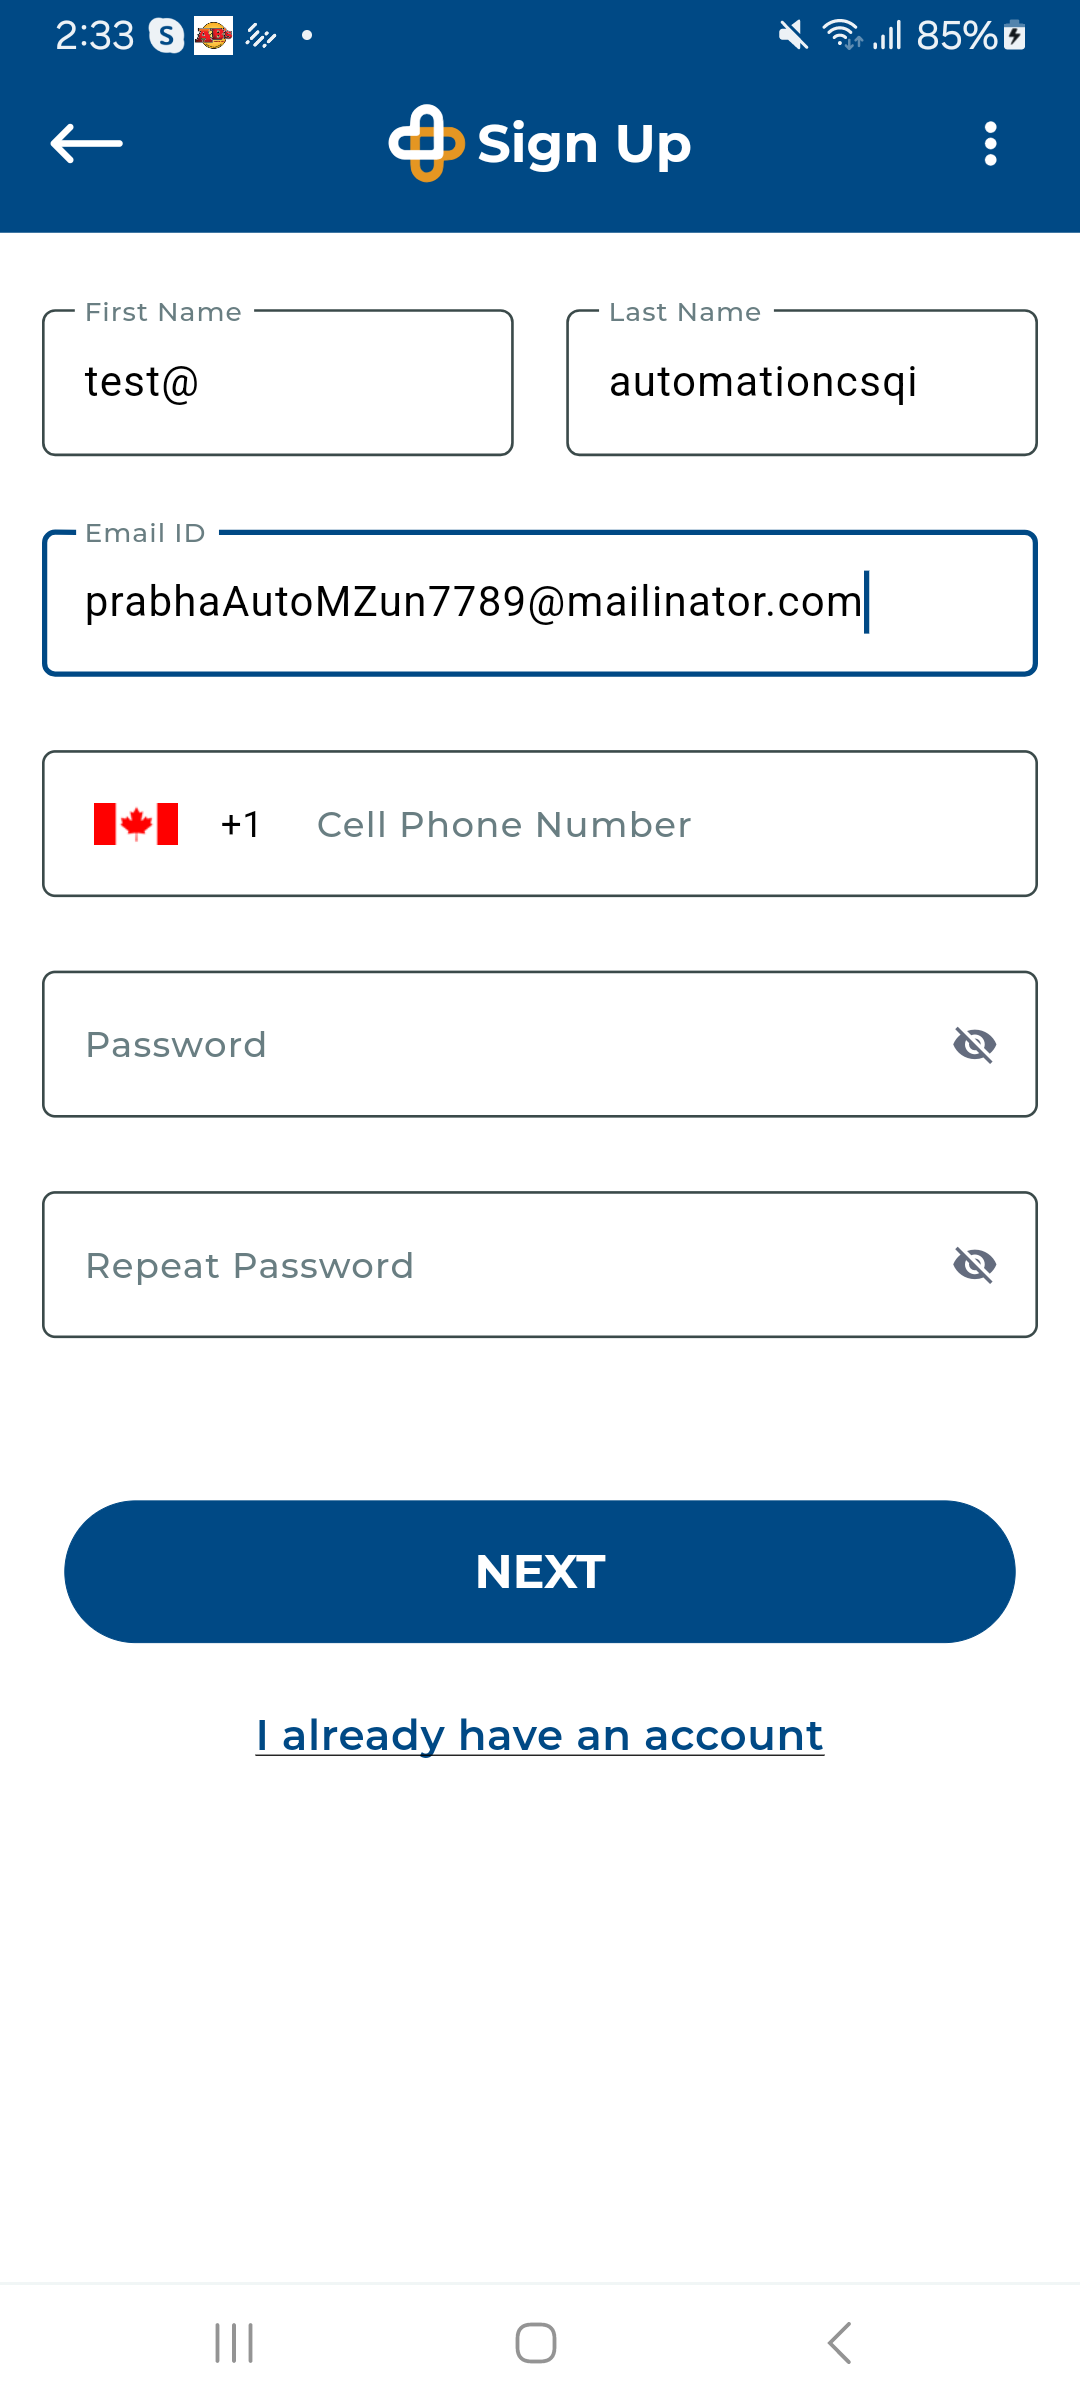 2:33 S 85%
Sign Up
First Name Last Name
test@ automationcsqi
Email ID
prabhaAutoMZun7789@mailinator.com
+1 Cell Phone Number
Password
Repeat Password
NEXT
I already have an account